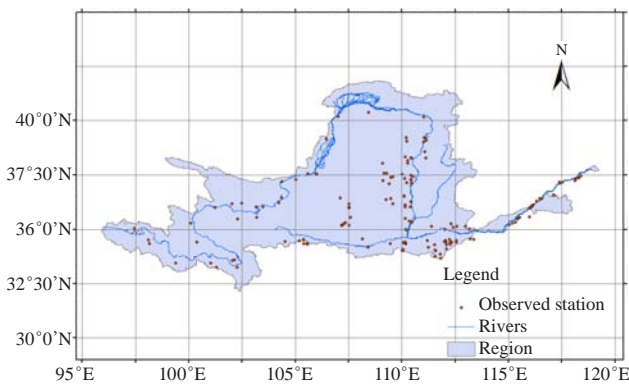 N
40°0′N
37°30′N
36°0′N
32°30′N
30°0′N
Legend
Observed station
Rivers
Region
95°E 100°E 105°E 110°E 115°E 120°E